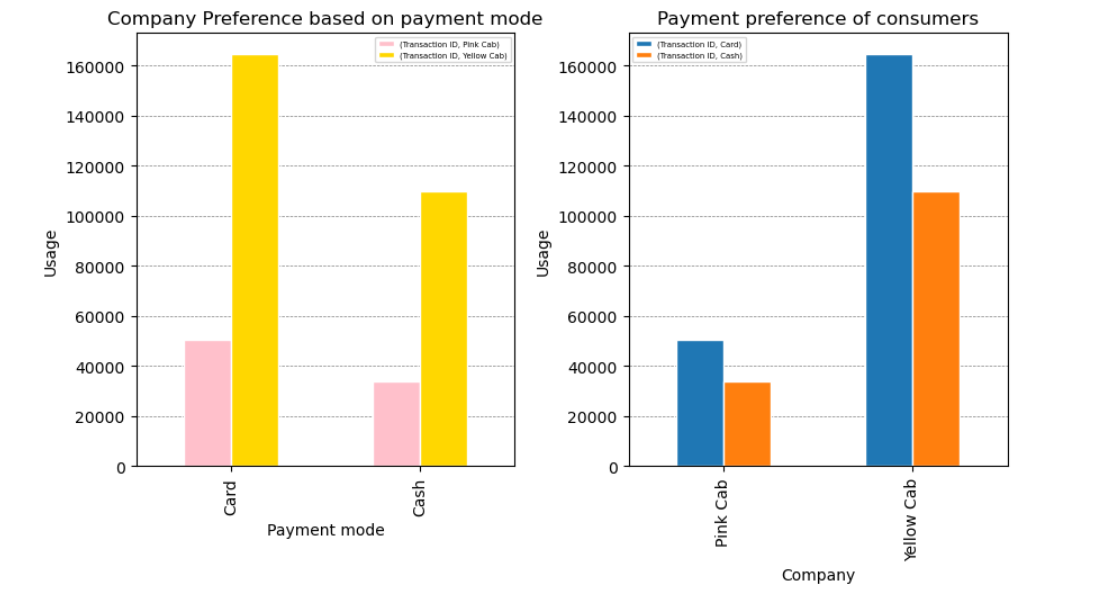 Company Preference based on payment mode
(Transaction ID, Pink Cab)
(Transaction ID, Yellow Cab)
160000
140000
120000
100000
80000
60000
40000
20000
0
Usage
Card
Cash
Payment mode
Payment preference of consumers
(Transaction ID, Card)
(Transaction ID, Cash)
160000
140000
120000
100000
80000
60000
40000
20000
0
Usage
Pink Cab
Yellow Cab
Company